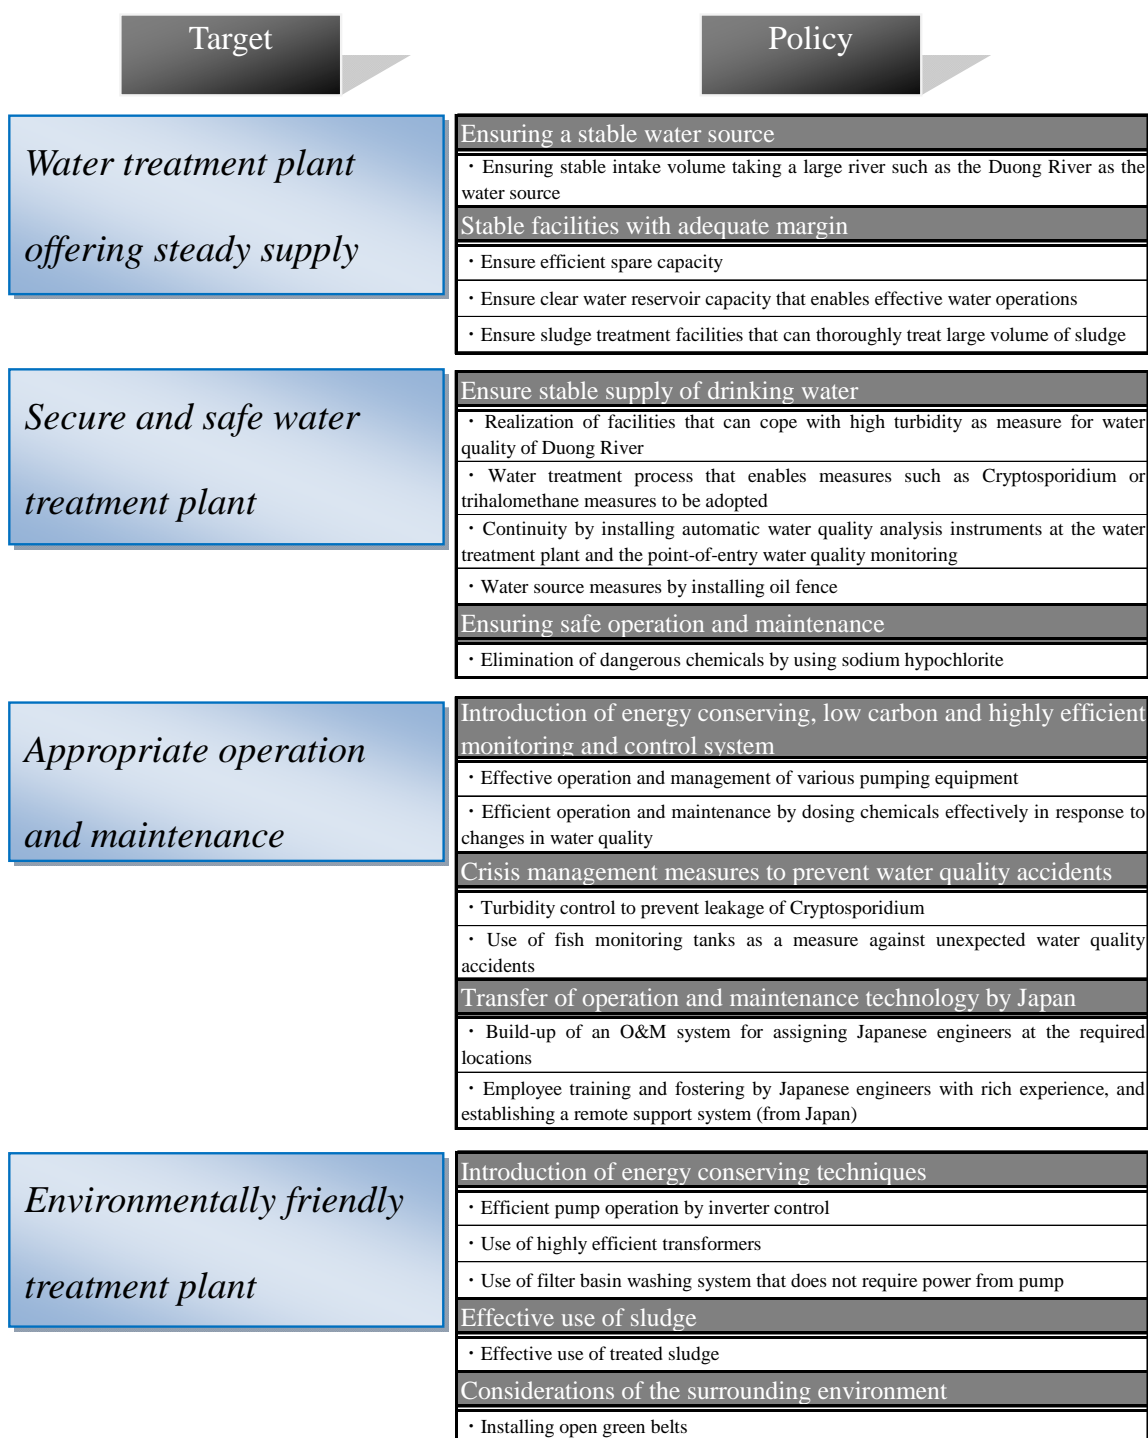 Target
Policy
Water treatment plant
offering steady supply
Ensuring a stable water source
・Ensuring stable intake volume taking a large river such as the Duong River as the
water source
Stable facilities with adequate margin
・Ensure efficient spare capacity
・Ensure clear water reservoir capacity that enables effective water operations
・Ensure sludge treatment facilities that can thoroughly treat large volume of sludge
Secure and safe water
treatment plant
Ensure stable supply of drinking water
・Realization of facilities that can cope with high turbidity as measure for water
quality of Duong River
・Water treatment process that enables measures such as Cryptosporidium or
trihalomethane measures to be adopted
・Continuity by installing automatic water quality analysis instruments at the water
treatment plant and the point-of-entry water quality monitoring
・Water source measures by installing oil fence
Ensuring safe operation and maintenance
・Elimination of dangerous chemicals by using sodium hypochlorite
Appropriate operation
and maintenance
Introduction of energy conserving, low carbon and highly efficient
monitoring and control system
・Effective operation and management of various pumping equipment
・Efficient operation and maintenance by dosing chemicals effectively in response to
changes in water quality
Crisis management measures to prevent water quality accidents
・Turbidity control to prevent leakage of Cryptosporidium
・Use of fish monitoring tanks as a measure against unexpected water quality
accidents
Transfer of operation and maintenance technology by Japan
・Build-up of an O&M system for assigning Japanese engineers at the required
locations
・Employee training and fostering by Japanese engineers with rich experience, and
establishing a remote support system (from Japan)
Environmentally friendly
treatment plant
Introduction of energy conserving techniques
・Efficient pump operation by inverter control
・Use of highly efficient transformers
・Use of filter basin washing system that does not require power from pump
Effective use of sludge
・Effective use of treated sludge
Considerations of the surrounding environment
・Installing open green belts